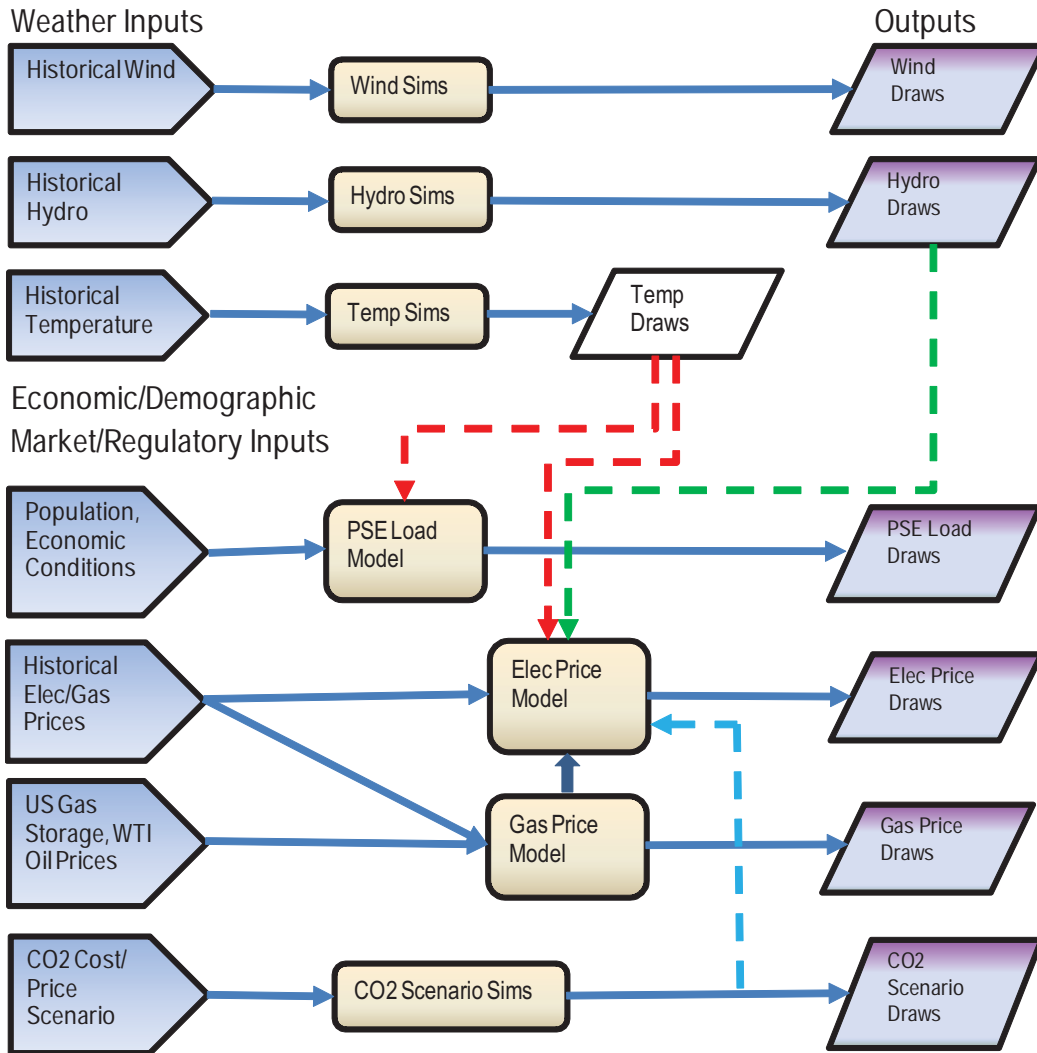 Weather Inputs
Outputs
Historical Wind
Wind Sims
Wind
Draws
Historical
Hydro
Hydro Sims
Hydro
Draws
Historical
Temperature
Temp Sims
Temp
Draws
Economic/Demographic
Market/Regulatory Inputs
Population,
Economic
Conditions
PSE Load
Model
PSE Load
Draws
Historical
Elec/Gas
Prices
Elec Price
Model
Elec Price
Draws
US Gas
Storage, WTI
Oil Prices
Gas Price
Model
Gas Price
Draws
CO2 Cost/
Price
Scenario
CO2 Scenario Sims
CO2
Scenario
Draws